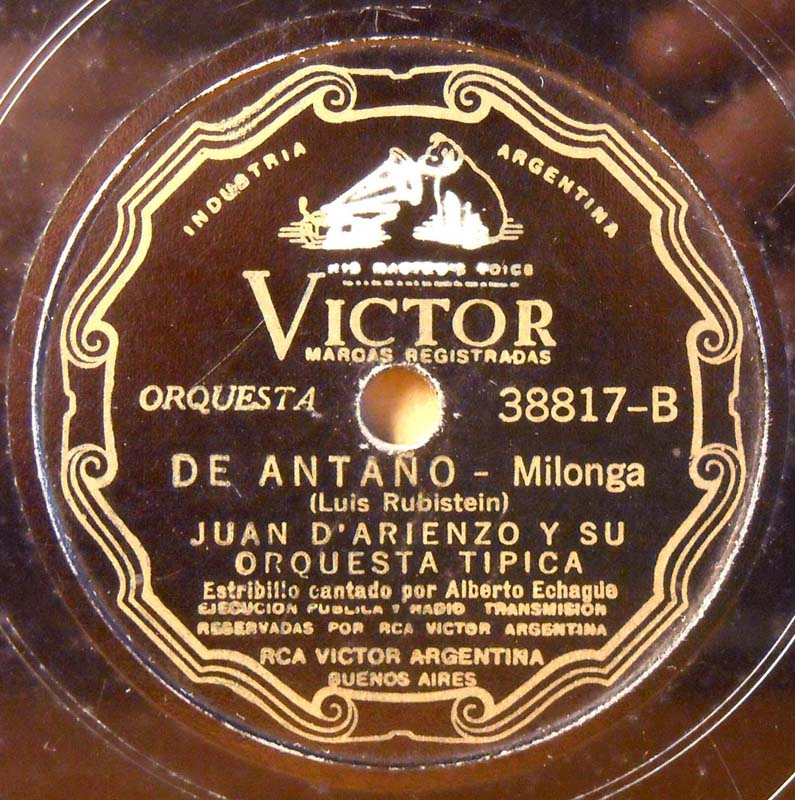 INDUSTRIA ARGENTINA
HIS MASTER'S VOICE
VICTOR
MARCAS REGISTRADAS
ORQUESTA 38817-B
DE ANTAÑO - Milonga
(Luis Rubistein)
JUAN D'ARIENZO Y SU
ORQUESTA TIPICA
Estribillo cantado por Alberto Echagüe
EJECUCION PUBLICA Y RADIO TRANSMISIÓN
RESERVADAS POR RCA VICTOR ARGENTINA
RCA VICTOR ARGENTINA
BUENOS AIRES